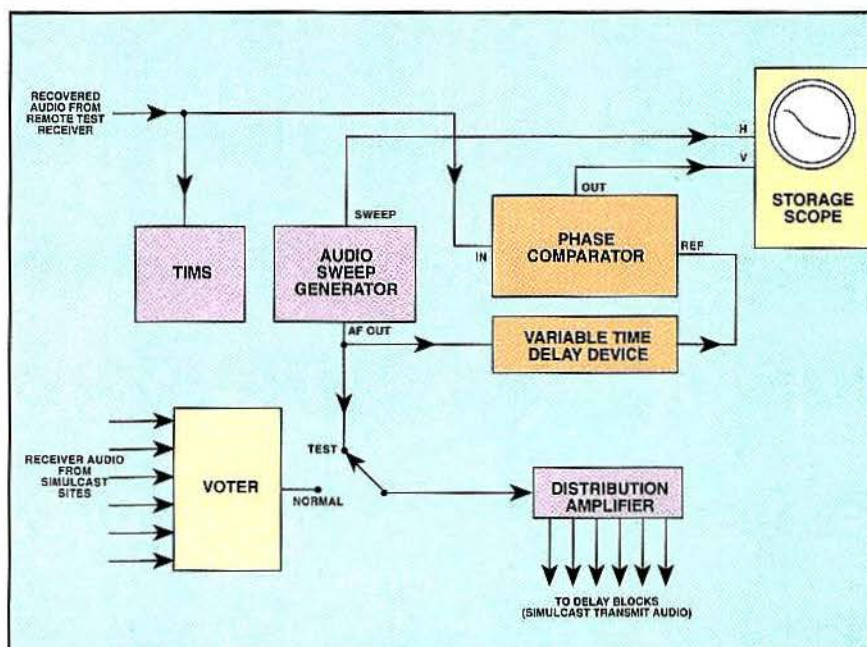 RECOVERED
AUDIO FROM
REMOTE TEST
RECEIVER
H
V
STORAGE
SCOPE
OUT
SWEEP
TIMS
AUDIO
SWEEP
GENERATOR
IN
PHASE
COMPARATOR
REF
AF OUT
VARIABLE TIME
DELAY DEVICE
RECEIVER AUDIO
FROM
SIMULCAST
SITES
VOTER
TEST
NORMAL
DISTRIBUTION
AMPLIFIER
TO DELAY BLOCKS
(SIMULCAST TRANSMIT AUDIO)